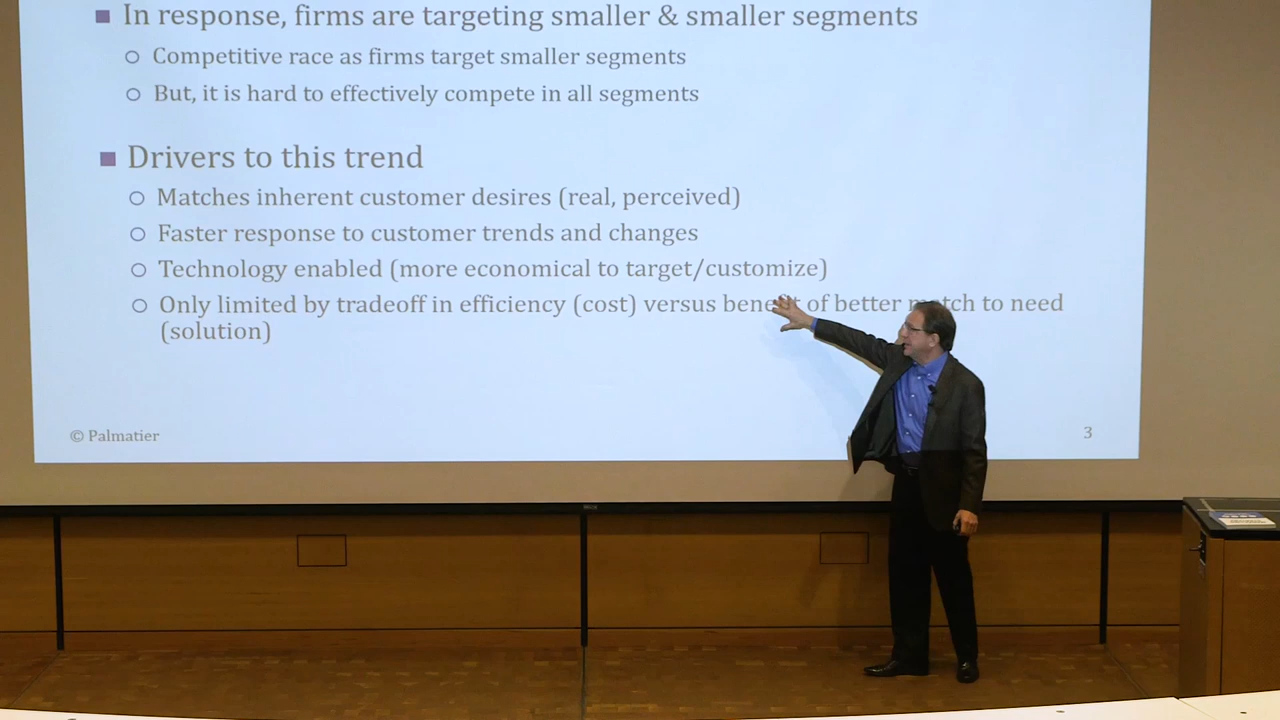 In response, firms are targeting smaller & smaller segments
Competitive race as firms target smaller segments
But, it is hard to effectively compete in all segments
Drivers to this trend
Matches inherent customer desires (real, perceived)
Faster response to customer trends and changes
Technology enabled (more economical to target/customize)
Only limited by tradeoff in efficiency (cost) versus benefit of better match to need
(solution)
© Palmatier
3